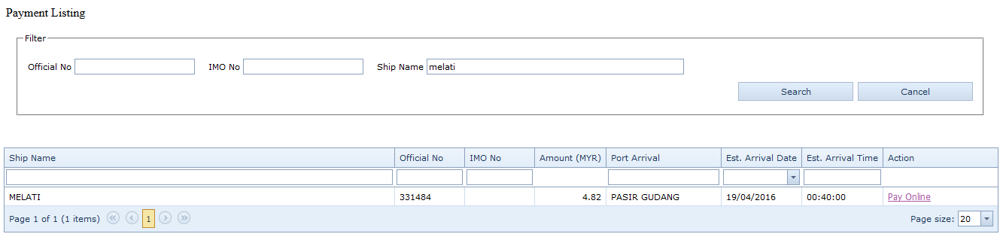 Payment Listing
Filter
Official No IMO No Ship Name melati
Search Cancel
Ship Name Official No IMO No Amount (MYR) Port Arrival Est. Arrival Date Est. Arrival Time Action
MELATI 331484 4.82 PASIR GUDANG 19/04/2016 00:40:00 Pay Online
Page 1 of 1 (1 items) 1 Page size: 20